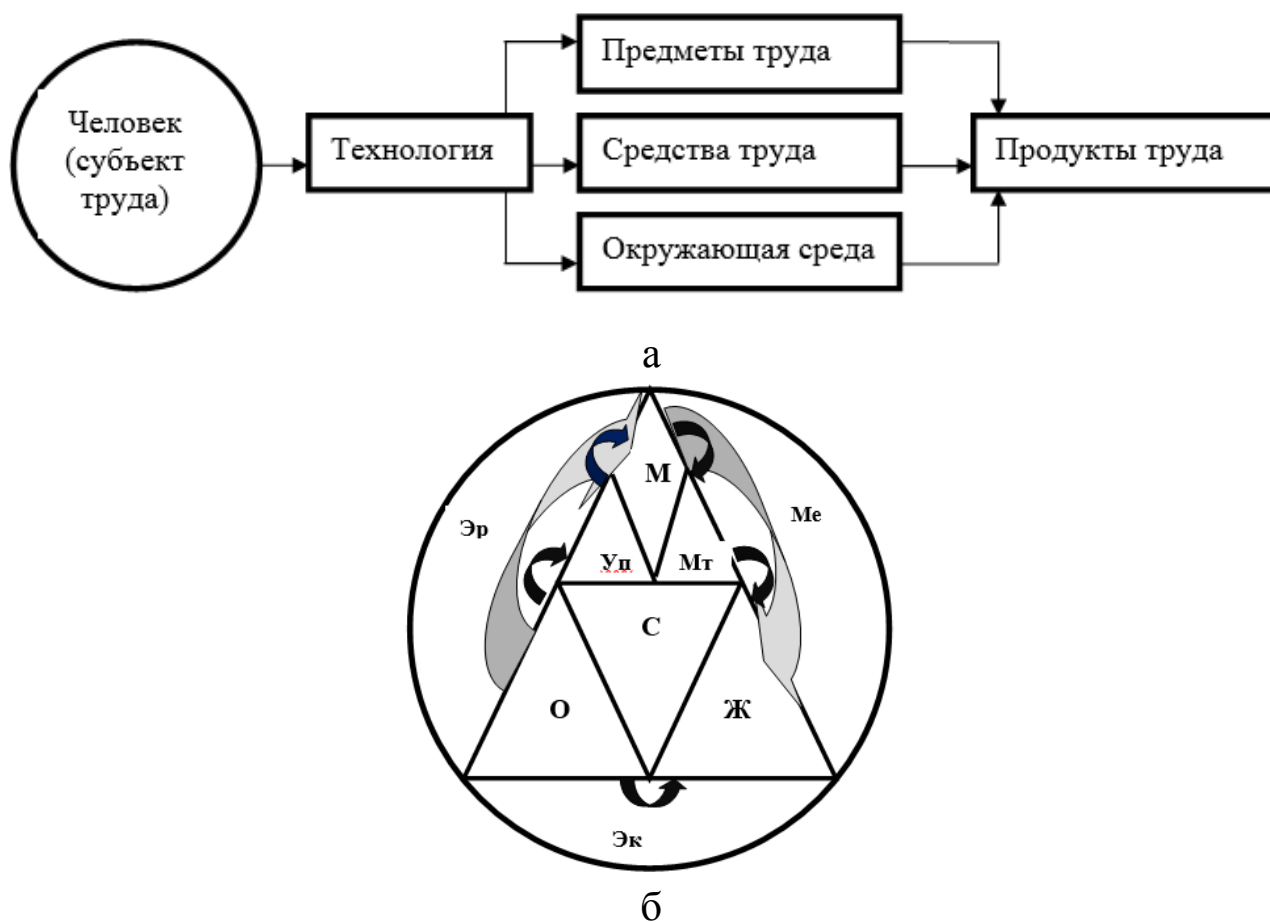 Предметы труда
Человек
(субъект
труда)
Технология
Средства труда
Продукты труда
Окружающая среда
а
М
Эр
Ме
Уп
Мт
С
О
Ж
Эк
б